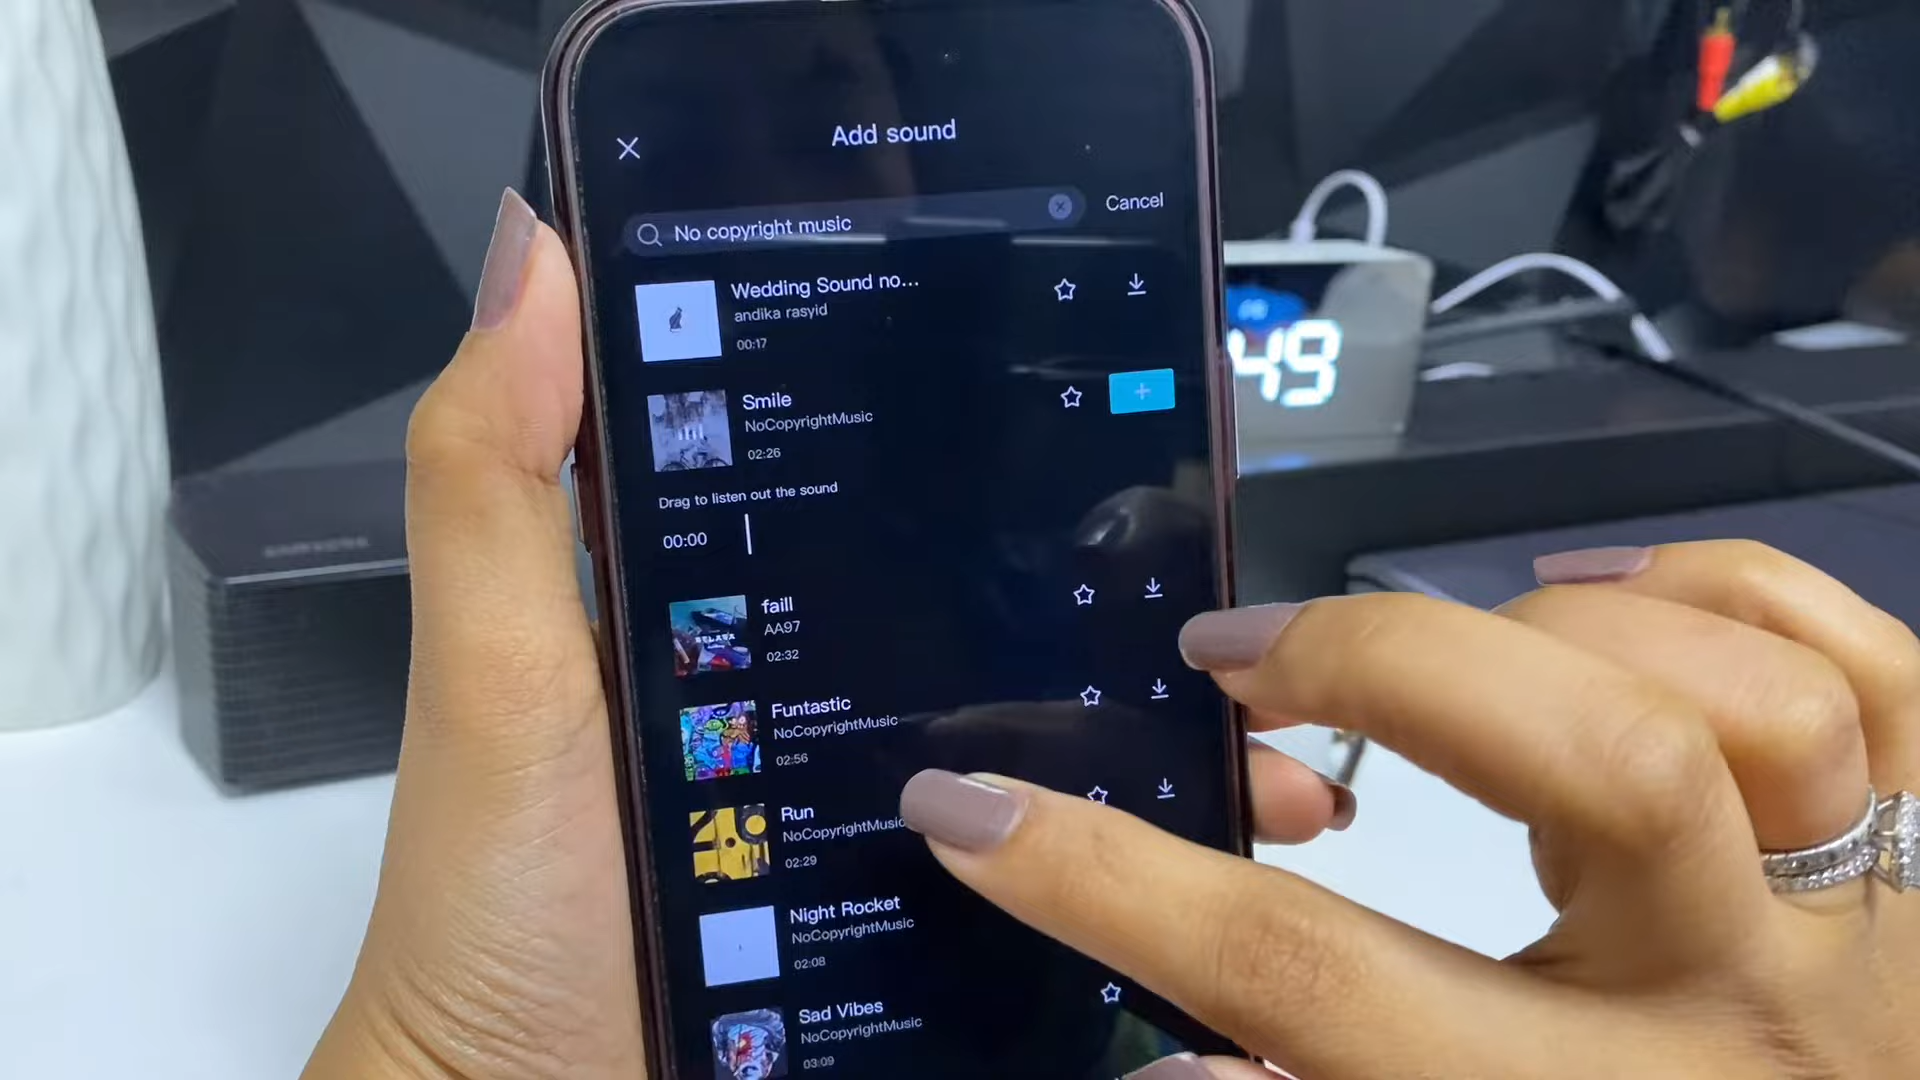 Add sound
No copyright music
Cancel
Wedding Sound no...
andika rasyid
00:17
Smile
NoCopyrightMusic
02:26
Drag to listen out the sound
00:00
faill
AA97
02:32
Funtastic
NoCopyrightMusic
02:56
Run
NoCopyrightMusic
02:29
Night Rocket
NoCopyrightMusic
02:08
Sad Vibes
NoCopyrightMusic
03:09
49